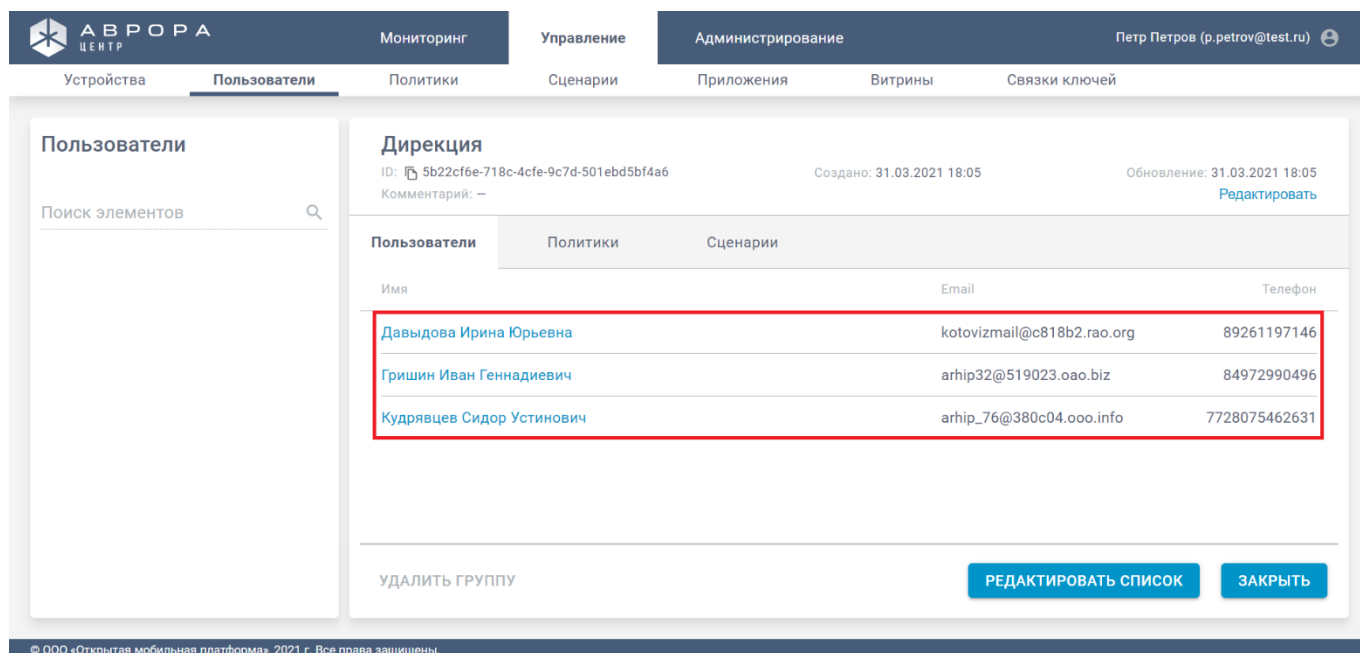 АВРОРА
ЦЕНТР
Мониторинг Управление Администрирование Петр Петров (p.petrov@test.ru)
Устройства Пользователи Политики Сценарии Приложения Витрины Связки ключей
Пользователи
Поиск элементов
Дирекция
ID: 5b22cf6e-718c-4cfe-9c7d-501ebd5bf4a6 Создано: 31.03.2021 18:05 Обновление: 31.03.2021 18:05
Комментарий: — Редактировать
Пользователи Политики Сценарии
Имя Email Телефон
Давыдова Ирина Юрьевна kotovizmail@c818b2.rao.org 89261197146
Гришин Иван Геннадиевич arhip32@519023.oao.biz 84972990496
Кудрявцев Сидор Устинович arhip_76@380c04.ooo.info 7728075462631
УДАЛИТЬ ГРУППУ РЕДАКТИРОВАТЬ СПИСОК ЗАКРЫТЬ
© ООО «Открытая мобильная платформа», 2021 г. Все права защищены.